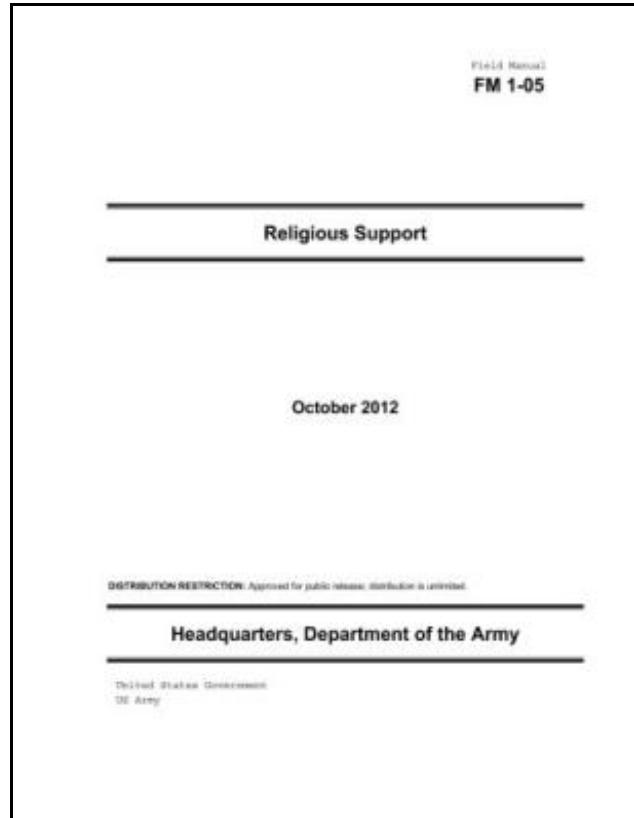 Field Manual
FM 1-05
Religious Support
October 2012
DISTRIBUTION RESTRICTION: Approved for public release; distribution is unlimited.
Headquarters, Department of the Army
United States Government
US Army